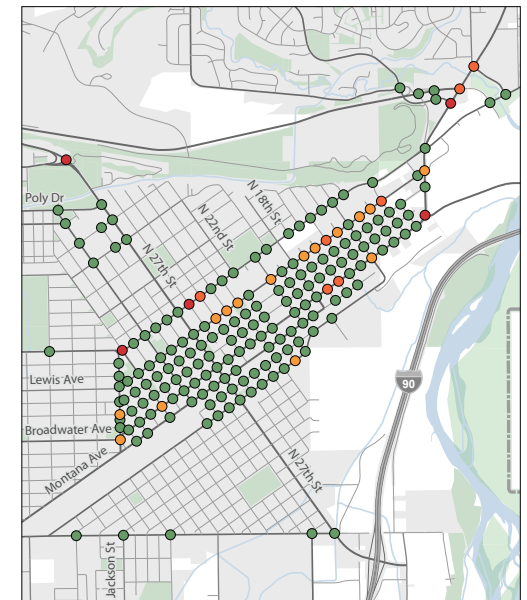 Poly Dr
N 18th St
N 22nd St
N 27th St
Lewis Ave
90
Broadwater Ave
Montana Ave
N 27th St
Jackson St